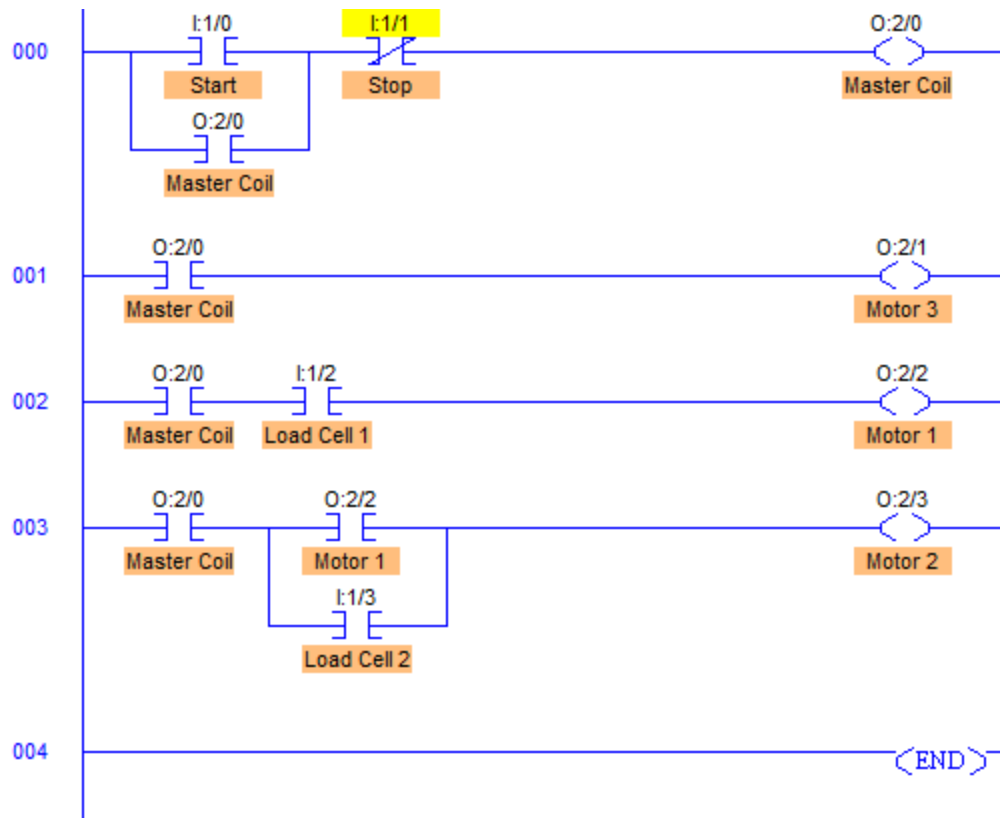 I:1/0 I:1/1 O:2/0
000
Start Stop Master Coil
O:2/0
Master Coil
O:2/0 O:2/1
001
Master Coil Motor 3
O:2/0 I:1/2 O:2/2
002
Master Coil Load Cell 1 Motor 1
O:2/0 O:2/2 O:2/3
003
Master Coil Motor 1 Motor 2
I:1/3
Load Cell 2
004 END